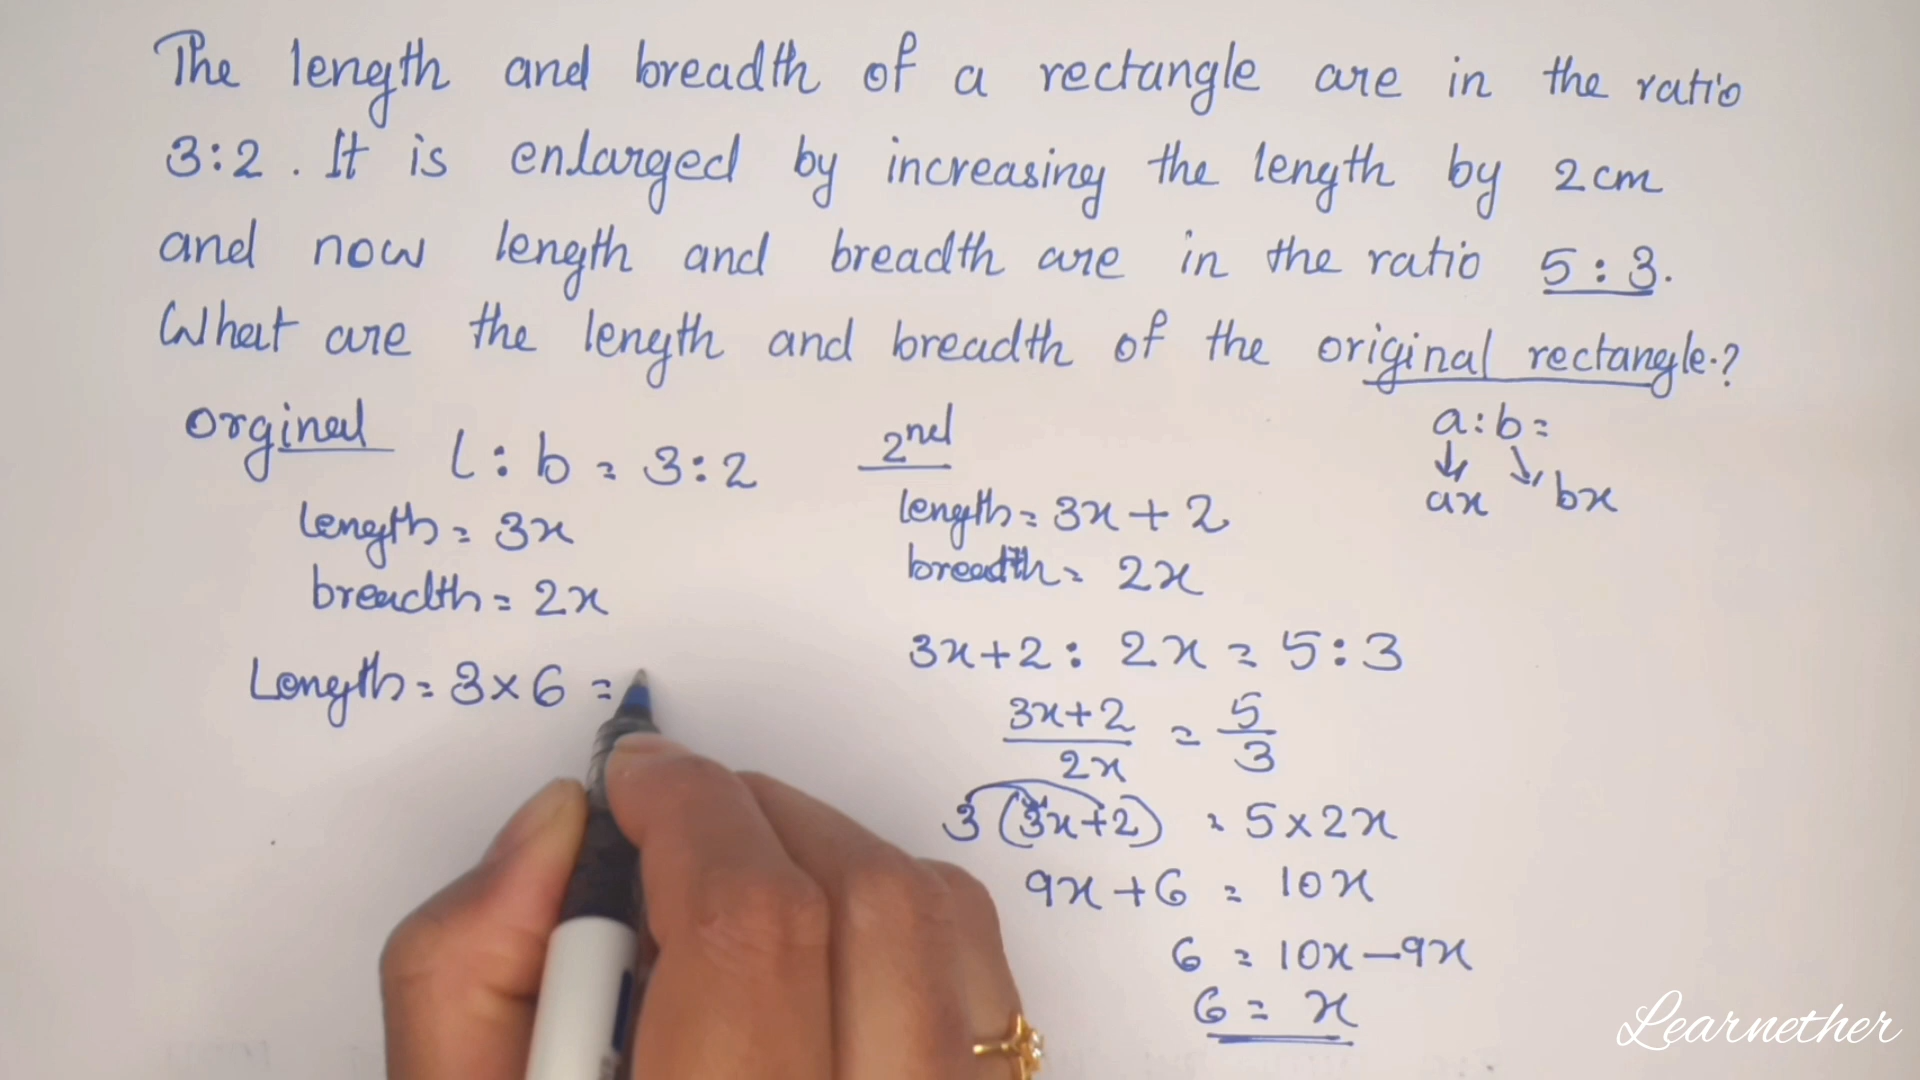 The length and breadth of a rectangle are in the ratio
3:2. It is enlarged by increasing the length by 2cm
and now length and breadth are in the ratio 5:3.
What are the length and breadth of the original rectangle.?
Orginal l:b = 3:2
length = 3x
breadth = 2x
Length = 3×6 =
2nd
length = 3x+2
breadth = 2x
3x+2 : 2x = 5:3
3x+2/2x = 5/3
3(3x+2) = 5×2x
9x+6 = 10x
6 = 10x-9x
6 = x
a:b =
ax bx
Learnether